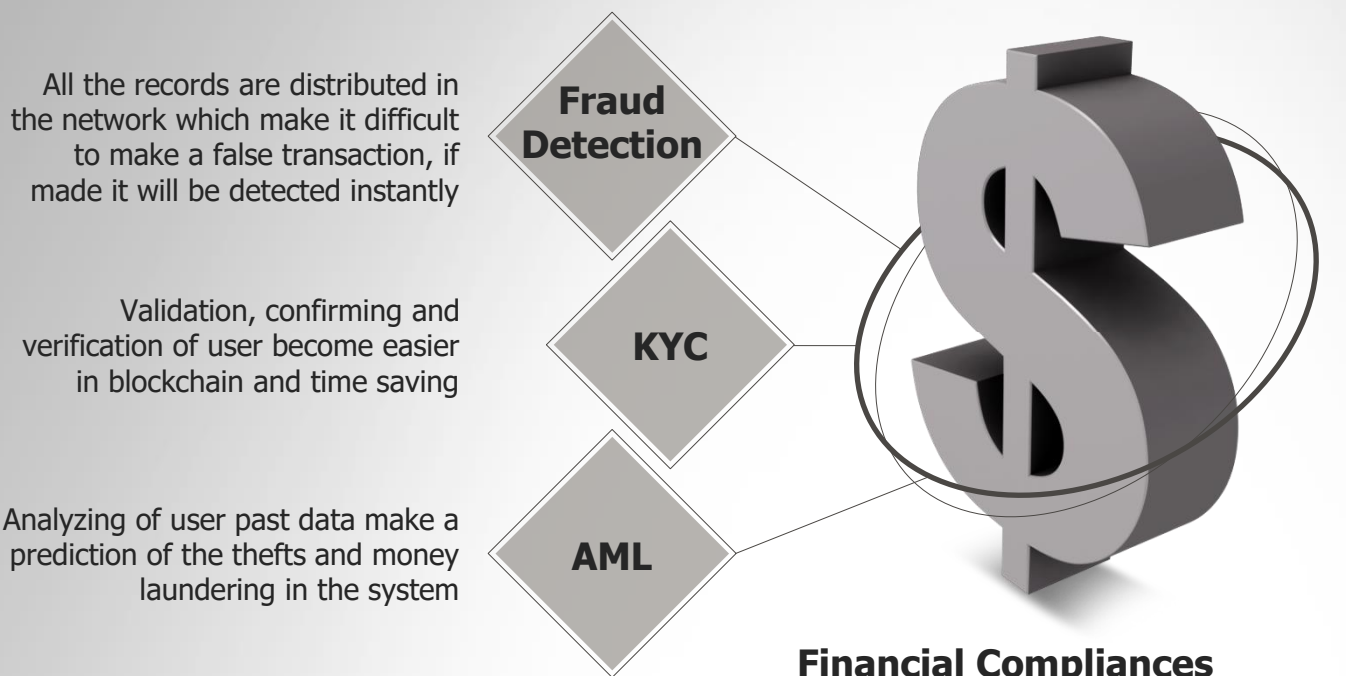 All the records are distributed in
the network which make it difficult
to make a false transaction, if
made it will be detected instantly
Fraud
Detection
Validation, confirming and
verification of user become easier
in blockchain and time saving
KYC
Analyzing of user past data make a
prediction of the thefts and money
laundering in the system
AML
Financial Compliances